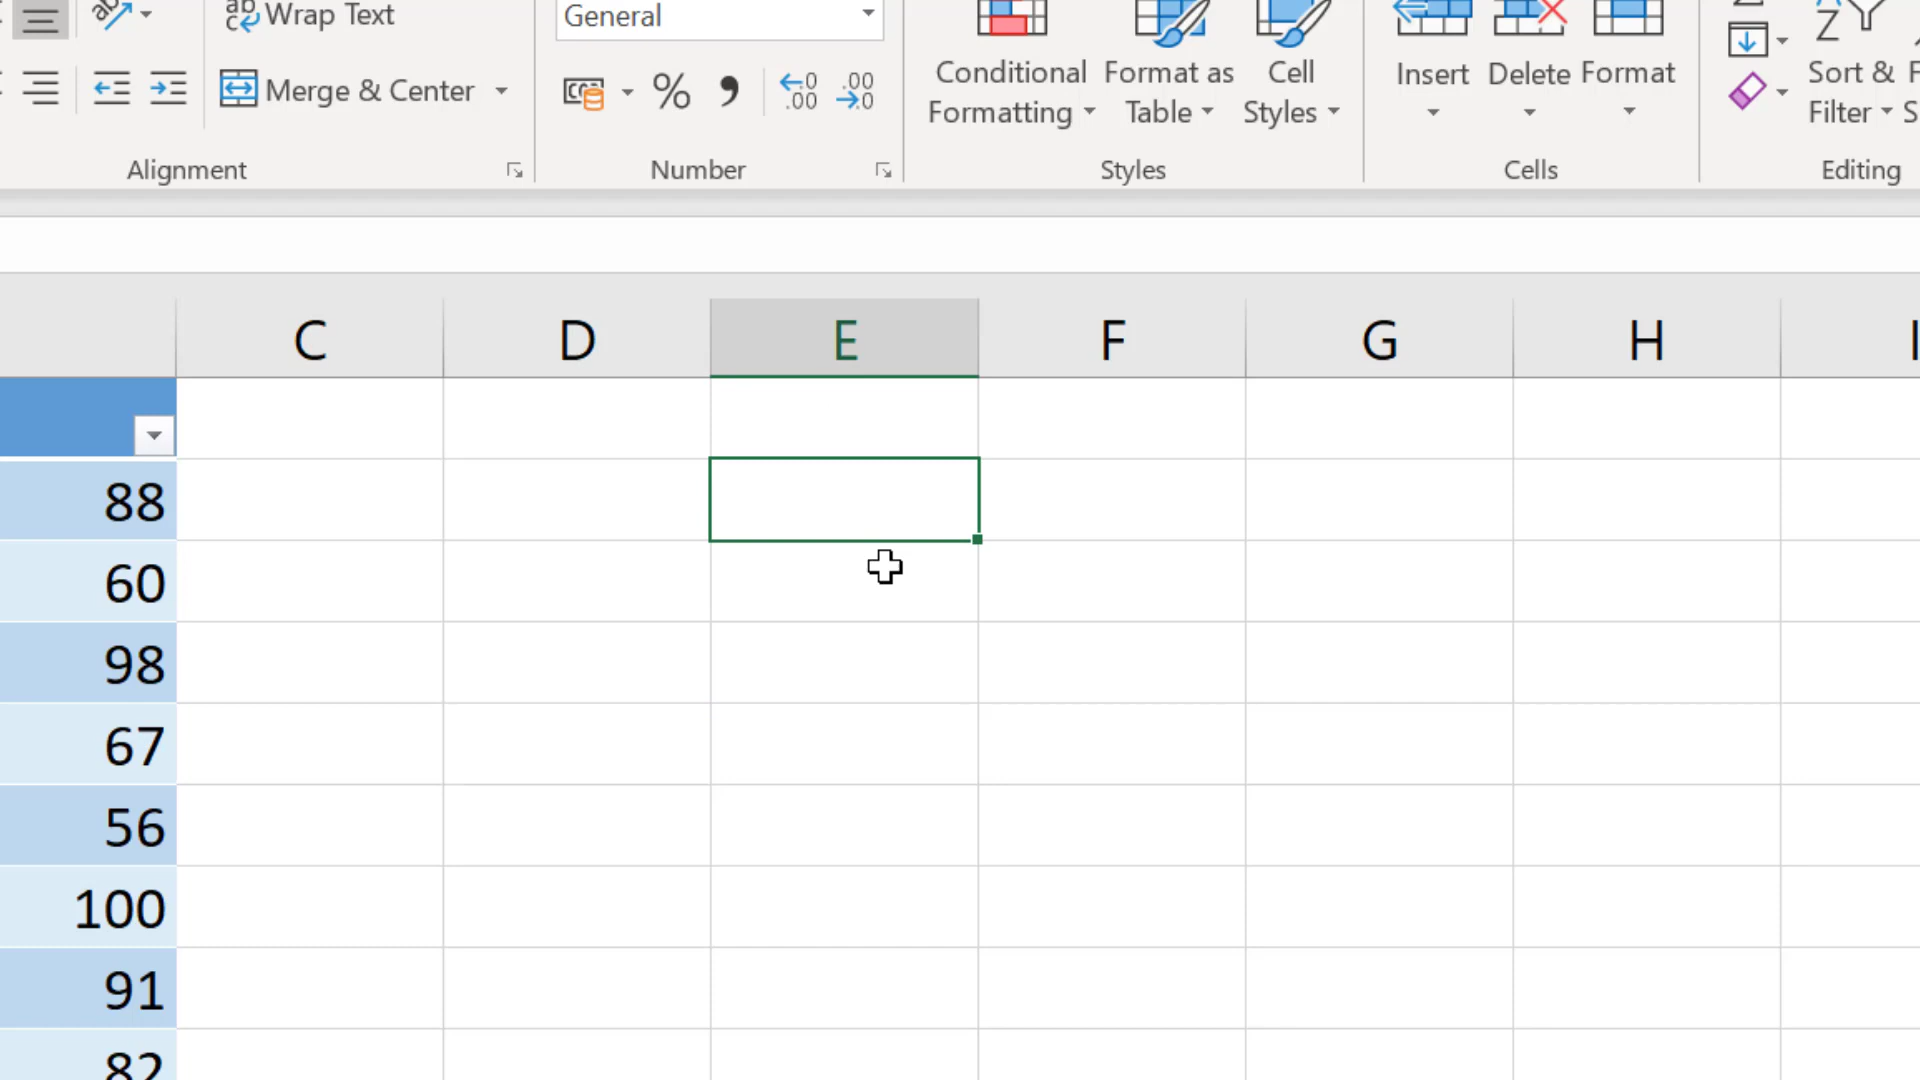 Wrap Text
General
Merge & Center
%
Conditional
Formatting
Format as
Table
Cell
Styles
Insert
Delete
Format
Sort &
Filter
Alignment
Number
Styles
Cells
Editing
C D E F G H
88
60
98
67
56
100
91
82